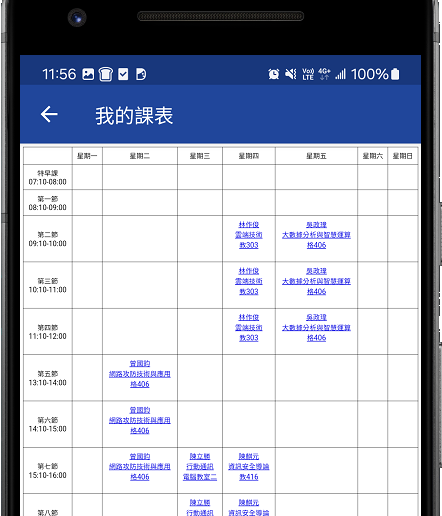 11:56 Vo) LTE 4G+ 100%
我的課表
星期一 星期二 星期三 星期四 星期五 星期六 星期日
特早課
07:10-08:00
第一節
08:10-09:00
第二節
09:10-10:00
林作俊
雲端技術
教303
吳政瑋
大數據分析與智慧運算
格406
第三節
10:10-11:00
林作俊
雲端技術
教303
吳政瑋
大數據分析與智慧運算
格406
第四節
11:10-12:00
林作俊
雲端技術
教303
吳政瑋
大數據分析與智慧運算
格406
第五節
13:10-14:00
曾國鈞
網路攻防技術與應用
格406
第六節
14:10-15:00
曾國鈞
網路攻防技術與應用
格406
第七節
15:10-16:00
曾國鈞
網路攻防技術與應用
格406
陳立勝
行動通訊
電腦教室二
陳麒元
資訊安全導論
教416
第八節
陳立勝
行動通訊
陳麒元
資訊安全導論